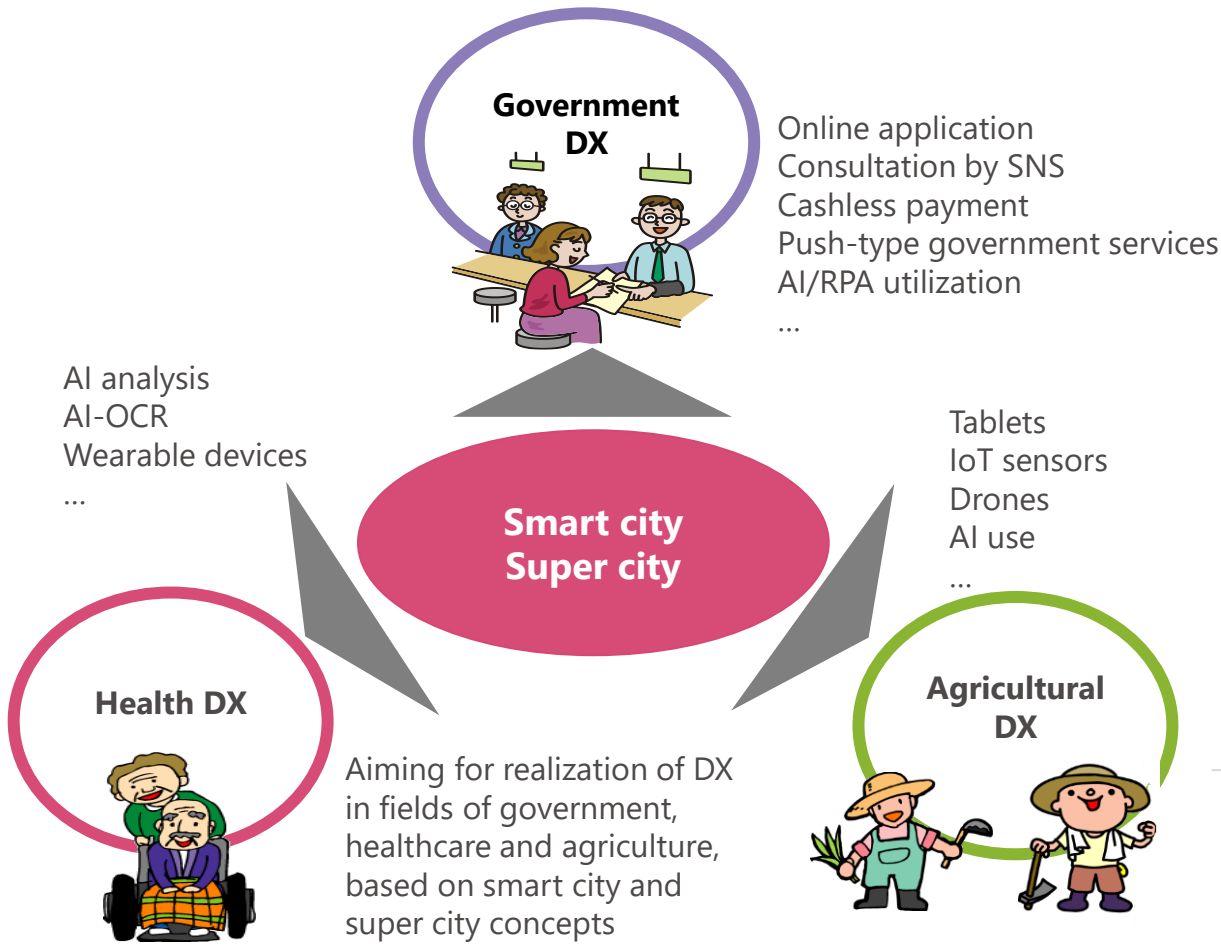 Government
DX
Online application
Consultation by SNS
Cashless payment
Push-type government services
AI/RPA utilization
...
AI analysis
AI-OCR
Wearable devices
...
Tablets
IoT sensors
Drones
AI use
...
Smart city
Super city
Health DX
Agricultural
DX
Aiming for realization of DX
in fields of government,
healthcare and agriculture,
based on smart city and
super city concepts